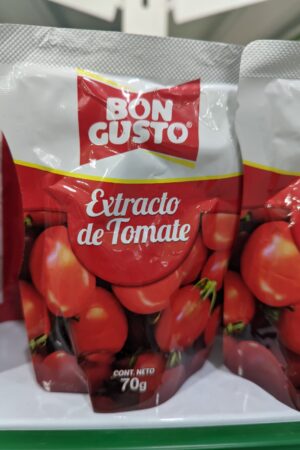 BON
GUSTO®
Extracto
de Tomate
CONT. NETO
70g